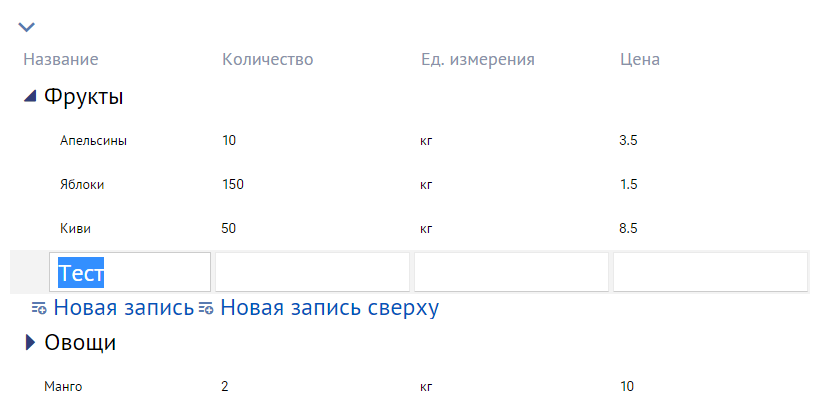 Название Количество Ед. измерения Цена
Фрукты
Апельсины 10 кг 3.5
Яблоки 150 кг 1.5
Киви 50 кг 8.5
Тест
Новая запись Новая запись сверху
Овощи
Манго 2 кг 10